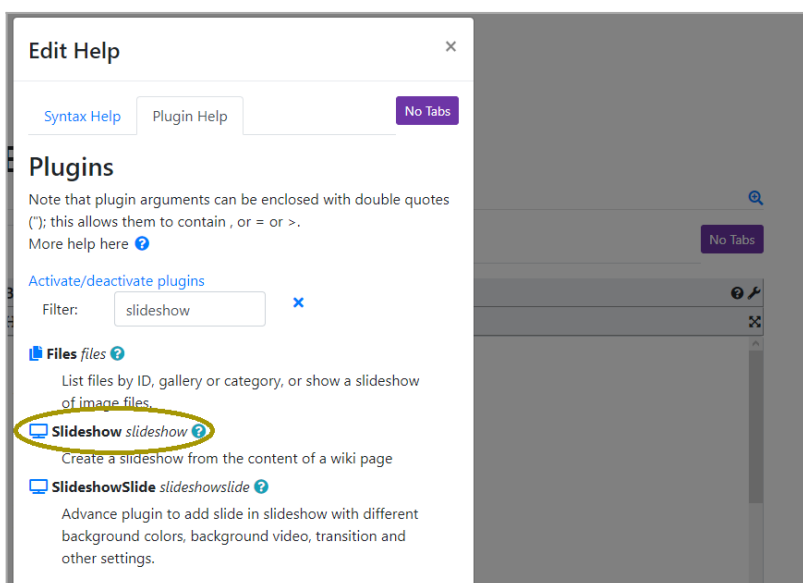 Edit Help ×
Syntax Help Plugin Help No Tabs
Plugins
Note that plugin arguments can be enclosed with double quotes
("); this allows them to contain , or = or >.
More help here
No Tabs
Activate/deactivate plugins
Filter: slideshow
Files files
List files by ID, gallery or category, or show a slideshow
of image files.
Slideshow slideshow
Create a slideshow from the content of a wiki page
SlideshowSlide slideshowslide
Advance plugin to add slide in slideshow with different
background colors, background video, transition and
other settings.